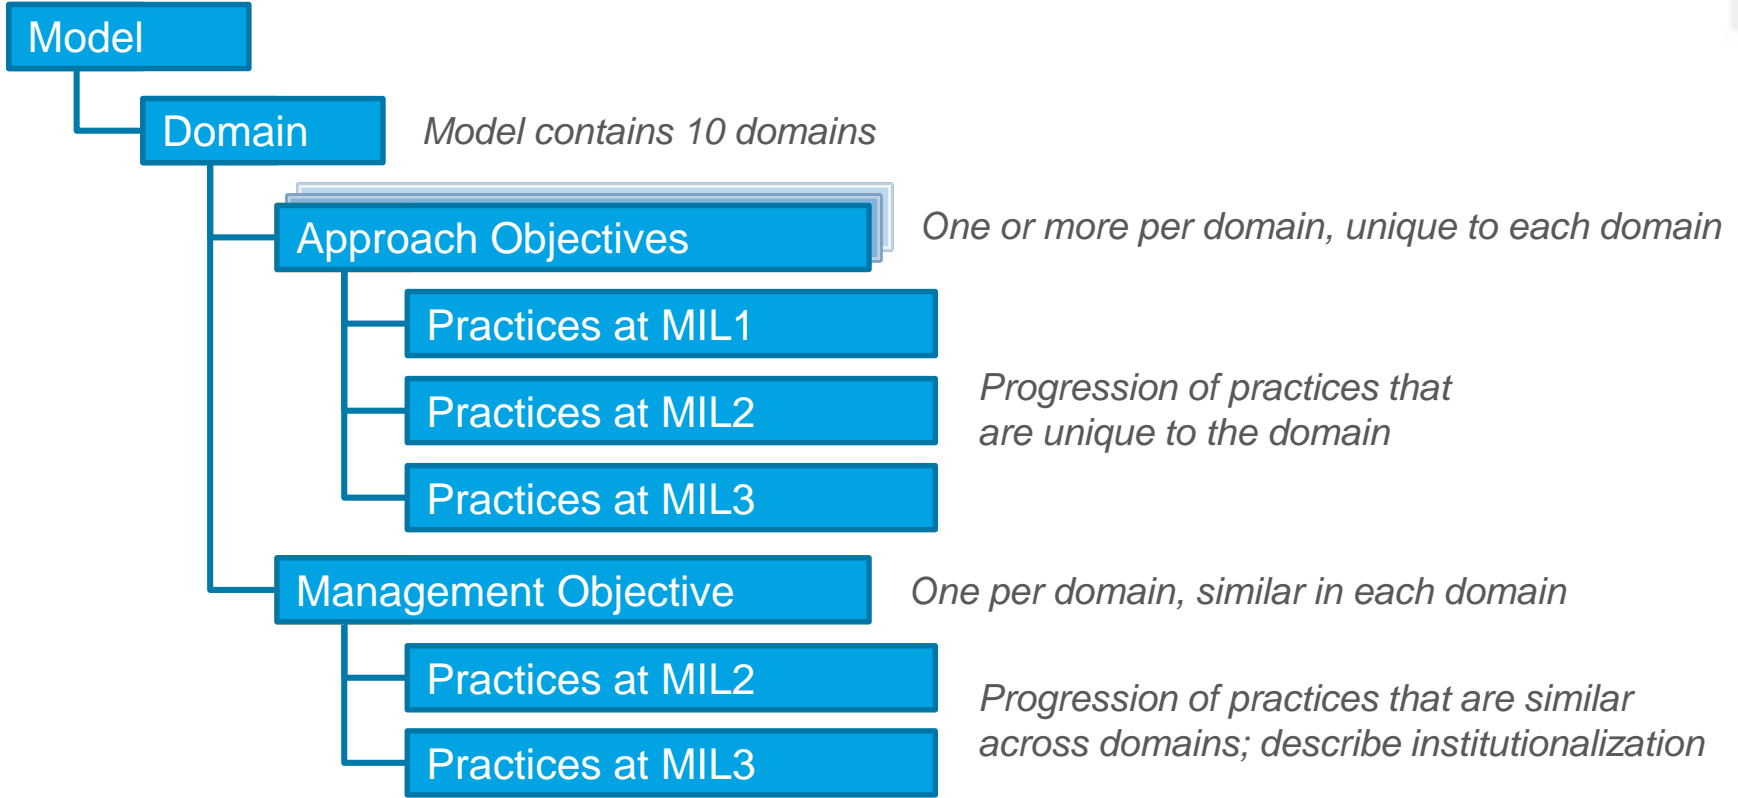 Model
Domain
Model contains 10 domains
Approach Objectives
One or more per domain, unique to each domain
Practices at MIL1
Practices at MIL2
Progression of practices that
are unique to the domain
Practices at MIL3
Management Objective
One per domain, similar in each domain
Practices at MIL2
Progression of practices that are similar
across domains; describe institutionalization
Practices at MIL3